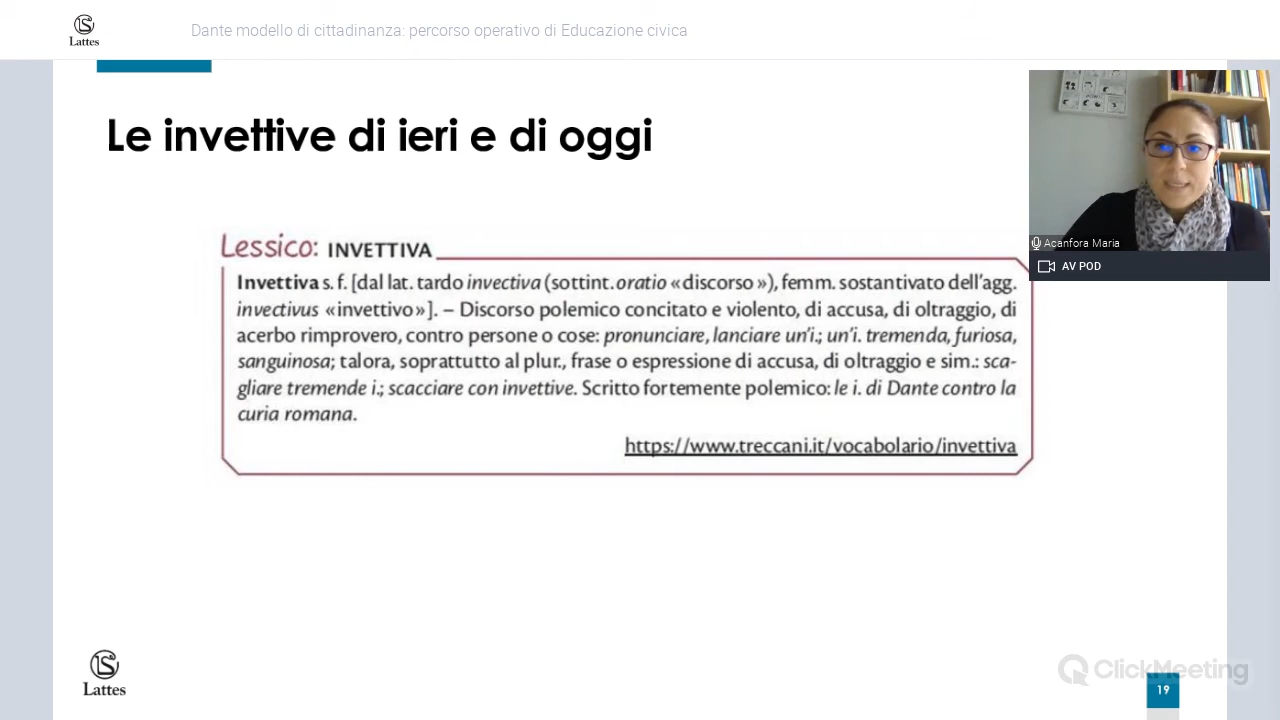 Lattes
Dante modello di cittadinanza: percorso operativo di Educazione civica
Le invettive di ieri e di oggi
Acanfora Maria
AV POD
Lessico: INVETTIVA
Invettiva s. f. [dal lat. tardo invectiva (sottint. oratio «discorso»), femm. sostantivato dell'agg.
invectivus «invettivo»]. – Discorso polemico concitato e violento, di accusa, di oltraggio, di
acerbo rimprovero, contro persone o cose: pronunciare, lanciare un'i.; un'i. tremenda, furiosa,
sanguinosa; talora, soprattutto al plur., frase o espressione di accusa, di oltraggio e sim.: sca-
gliare tremende i.; scacciare con invettive. Scritto fortemente polemico: le i. di Dante contro la
curia romana.
https://www.treccani.it/vocabolario/invettiva
Lattes
ClickMeeting
19